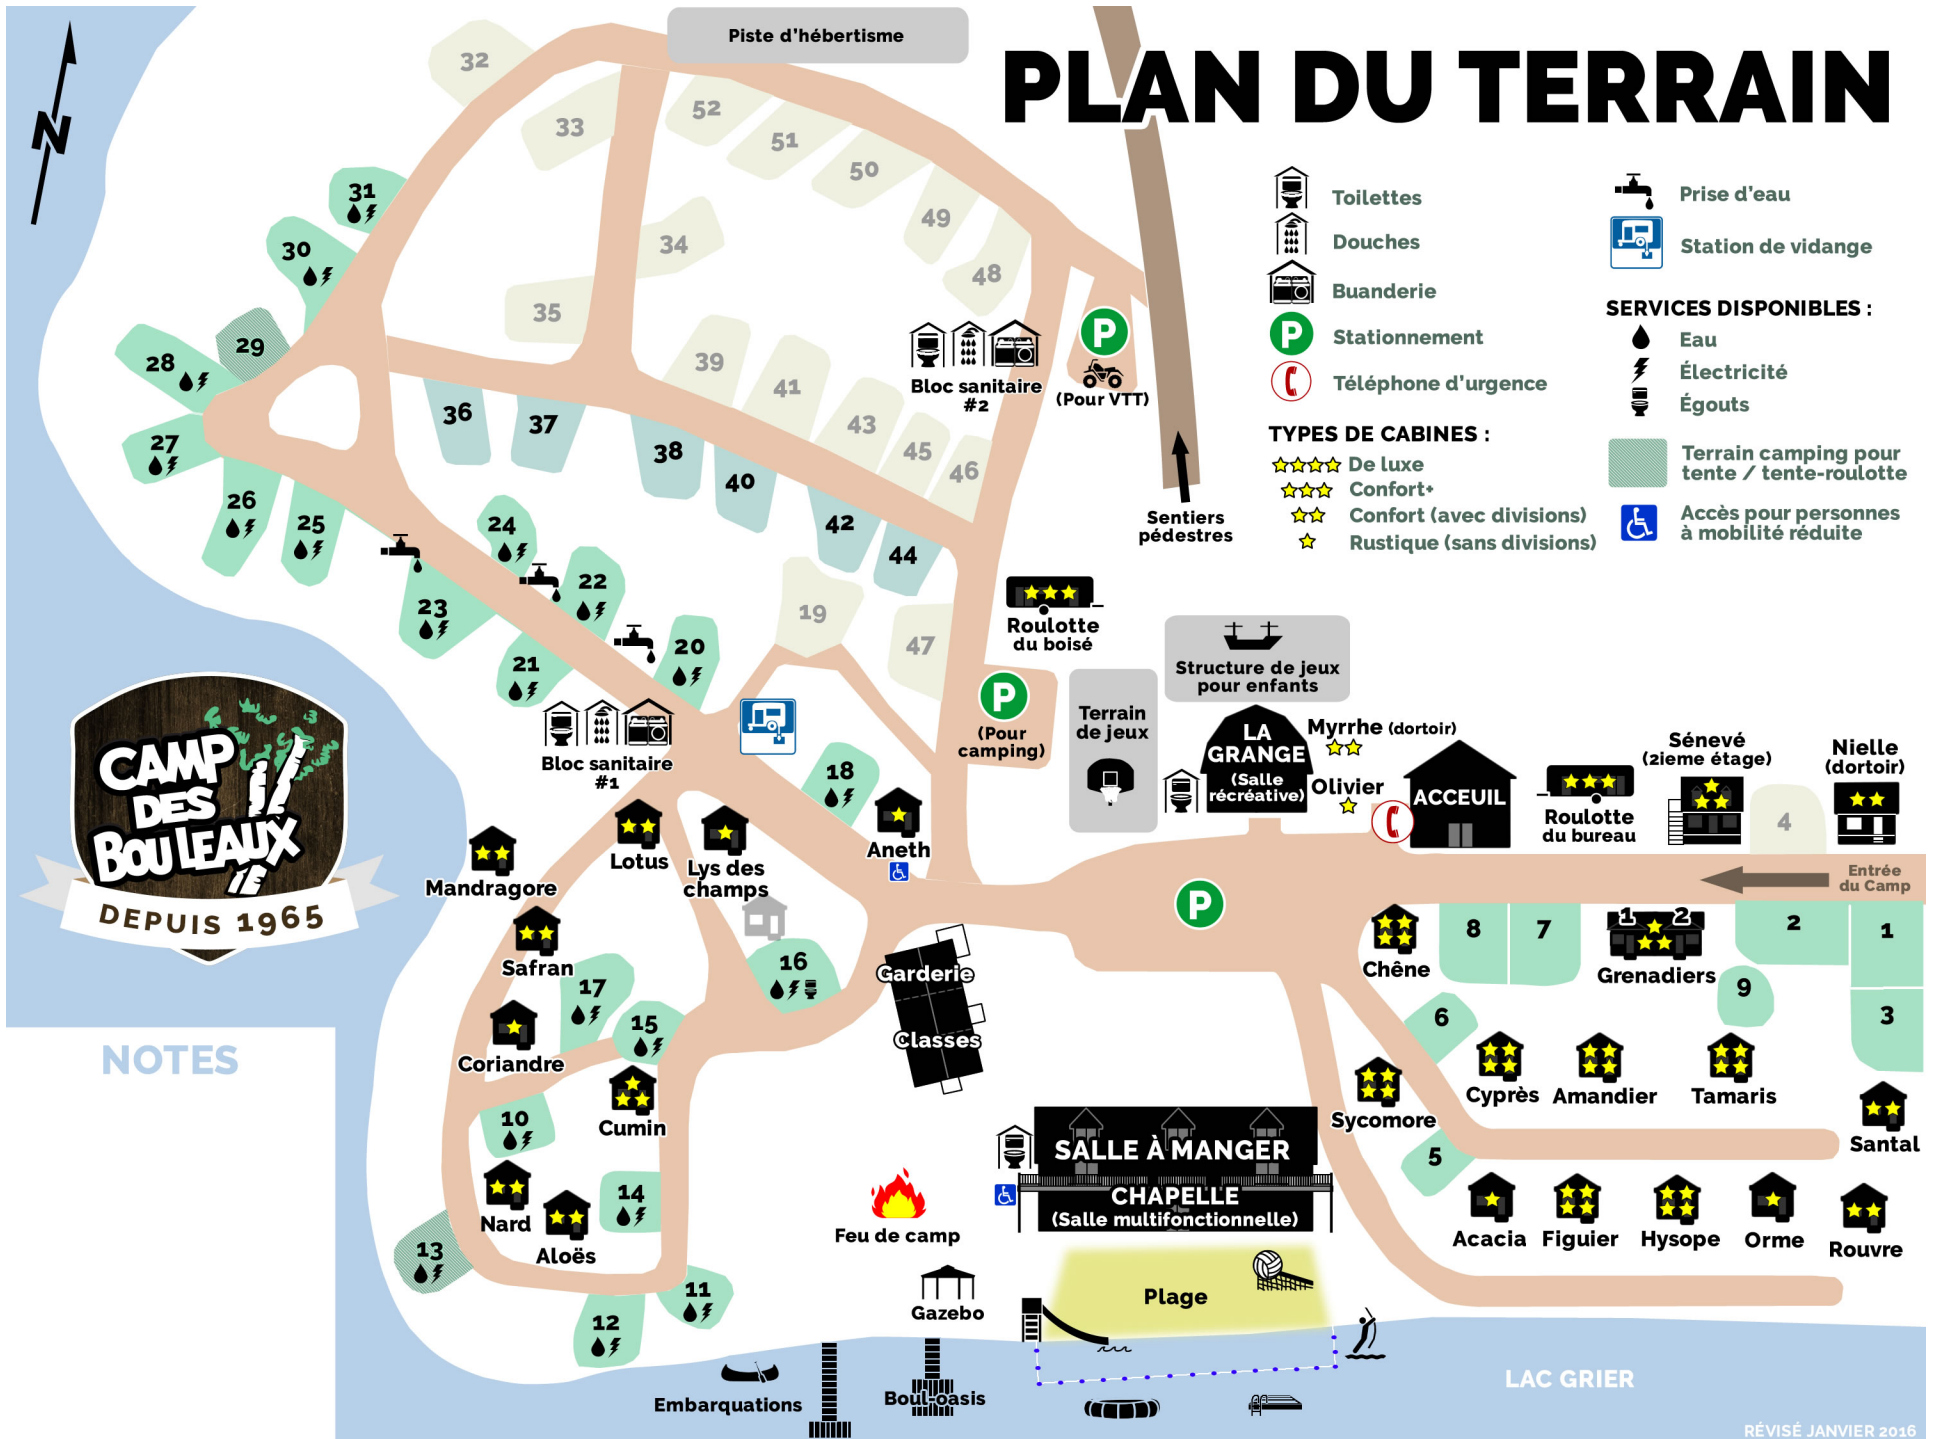 Piste d'hébertisme
PLAN DU TERRAIN
N
Toilettes
Douches
Buanderie
P
Stationnement
Téléphone d'urgence
TYPES DE CABINES :
De luxe
Confort+
Confort (avec divisions)
Rustique (sans divisions)
Prise d'eau
Station de vidange
SERVICES DISPONIBLES :
Eau
Électricité
Égouts
Terrain camping pour
tente / tente-roulotte
Accès pour personnes
à mobilité réduite
32
33
52
51
50
49
48
34
35
31
30
29
28
27
26
25
36
37
38
39
40
41
42
43
44
45
46
47
Bloc sanitaire
#2
P
(Pour VTT)
Sentiers
pédestres
24
23
22
21
20
19
18
Bloc sanitaire
#1
Roulotte
du boisé
P
(Pour
camping)
Terrain
de jeux
Structure de jeux
pour enfants
LA
GRANGE
(Salle
récréative)
Myrrhe (dortoir)
Olivier
ACCEUIL
Roulotte
du bureau
Sénevé
(2ieme étage)
4
Nielle
(dortoir)
Entrée
du Camp
CAMP
DES
BOULEAUX
DEPUIS 1965
NOTES
Mandragore
Lotus
Lys des
champs
Aneth
Safran
Coriandre
17
16
15
Cumin
10
Nard
Aloës
14
13
12
11
Garderie
Classes
P
Chêne
8
7
1
2
Grenadiers
2
1
9
3
6
Cyprès
Amandier
Tamaris
Santal
Sycomore
5
Acacia
Figuier
Hysope
Orme
Rouvre
SALLE À MANGER
CHAPELLE
(Salle multifonctionnelle)
Feu de camp
Gazebo
Plage
Embarquations
Boul-oasis
LAC GRIER
RÉVISÉ JANVIER 2016